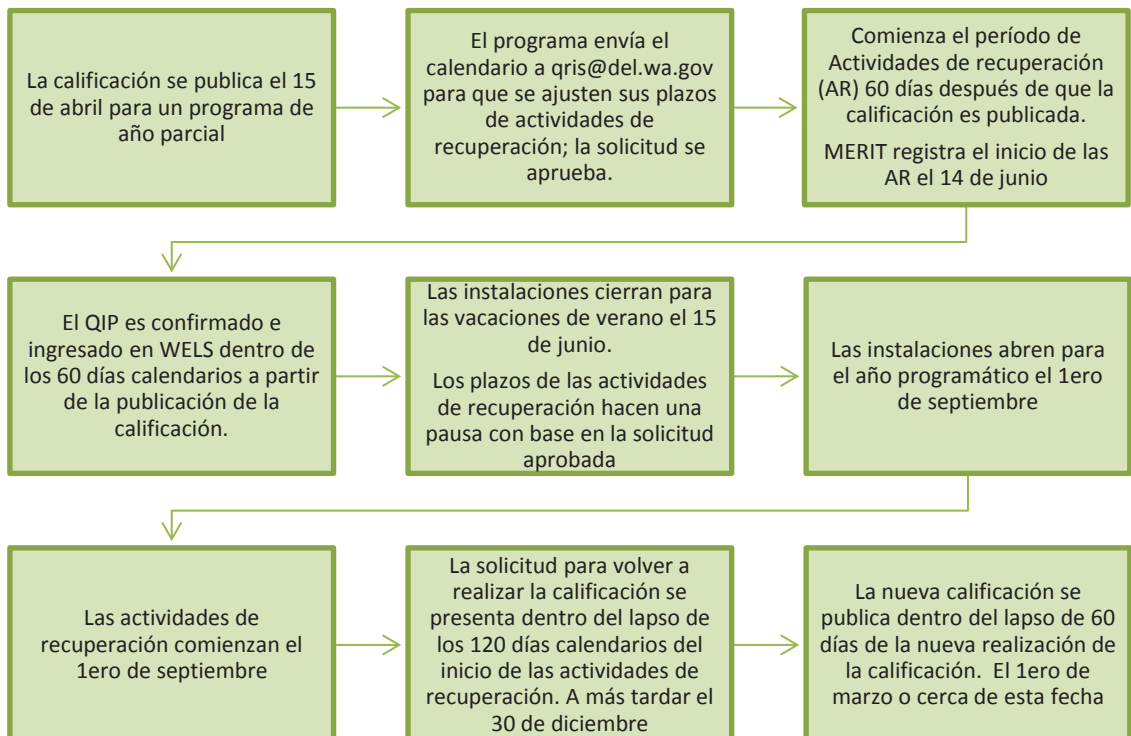 La calificación se publica el 15
de abril para un programa de
año parcial
El programa envía el
calendario a qris@del.wa.gov
para que se ajusten sus plazos
de actividades de
recuperación; la solicitud se
aprueba.
Comienza el período de
Actividades de recuperación
(AR) 60 días después de que la
calificación es publicada.
MERIT registra el inicio de las
AR el 14 de junio
El QIP es confirmado e
ingresado en WELS dentro de
los 60 días calendarios a partir
de la publicación de la
calificación.
Las instalaciones cierran para
las vacaciones de verano el 15
de junio.
Los plazos de las actividades
de recuperación hacen una
pausa con base en la solicitud
aprobada
Las instalaciones abren para
el año programático el 1ero
de septiembre
Las actividades de
recuperación comienzan el
1ero de septiembre
La solicitud para volver a
realizar la calificación se
presenta dentro del lapso de
los 120 días calendarios del
inicio de las actividades de
recuperación. A más tardar el
30 de diciembre
La nueva calificación se
publica dentro del lapso de 60
días de la nueva realización de
la calificación.  El 1ero de
marzo o cerca de esta fecha